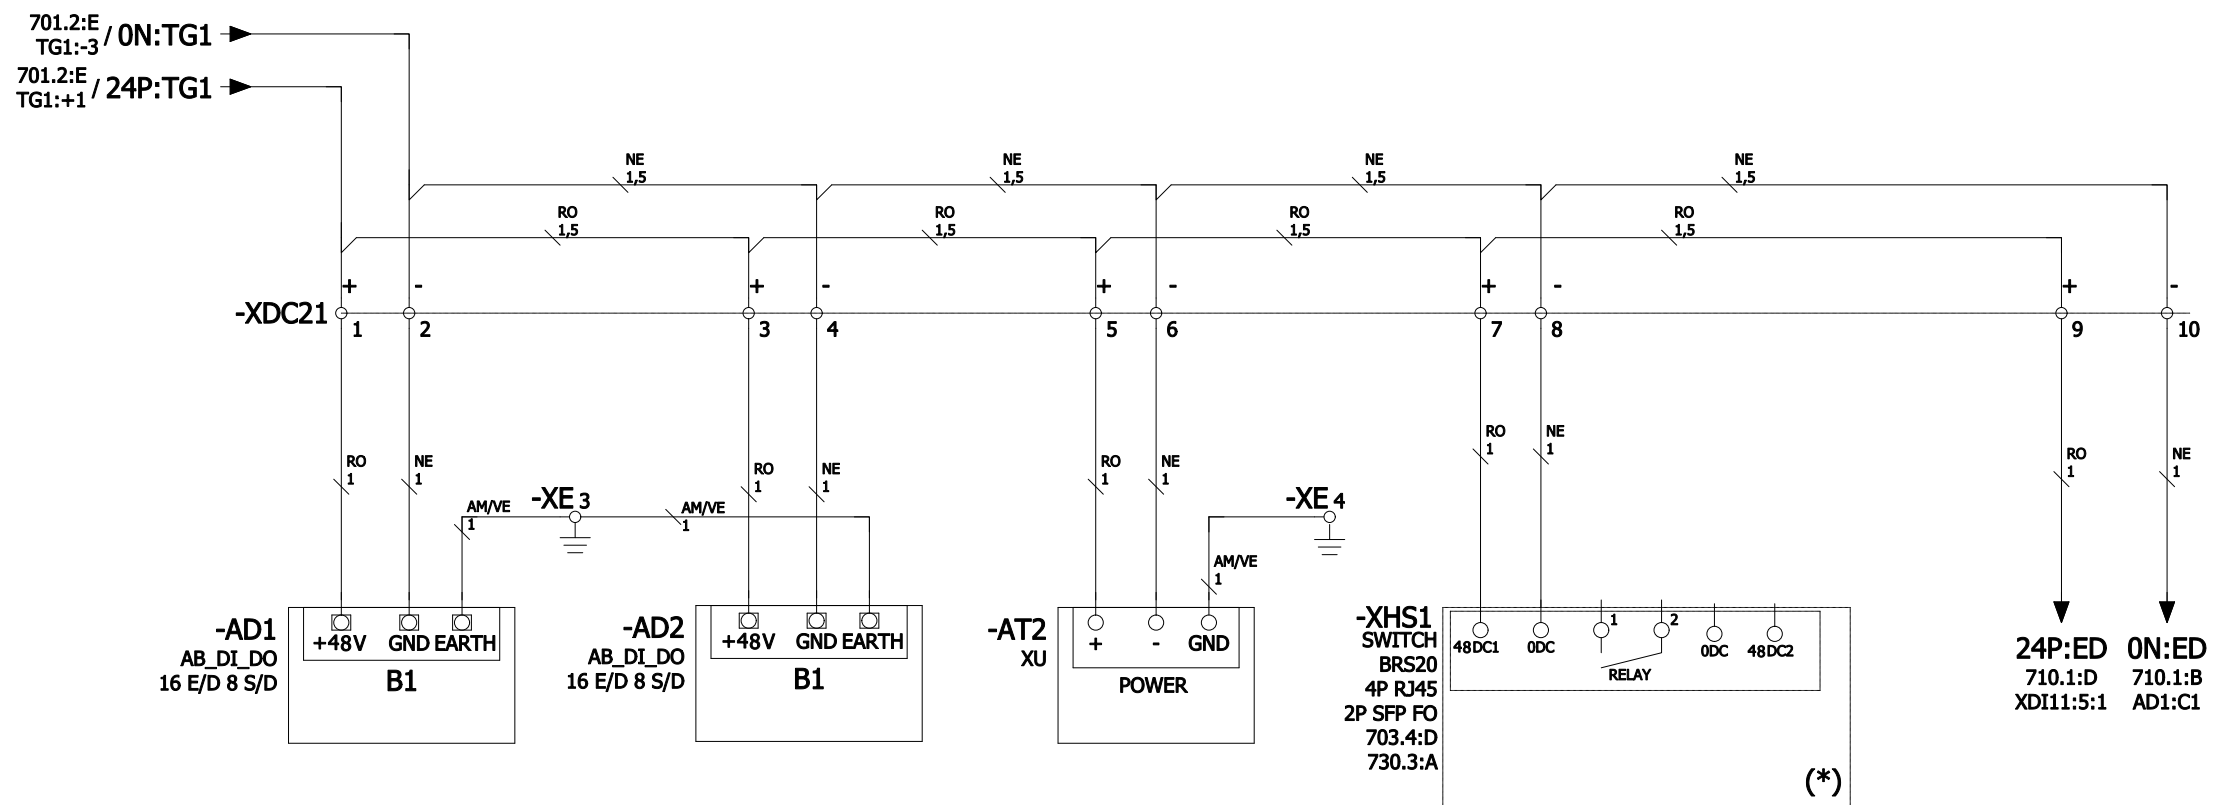 701.2:E
TG1:-3 / 0N:TG1
701.2:E
TG1:+1 / 24P:TG1
NE
1,5
NE
1,5
NE
1,5
NE
1,5
RO
1,5
RO
1,5
RO
1,5
RO
1,5
+ - + - + - + - + -
-XDC21 1 2 3 4 5 6 7 8 9 10
RO
1
NE
1
RO
1
NE
1
RO
1
NE
1
RO
1
NE
1
RO
1
NE
1
AM/VE
1
-XE 3
AM/VE
1
-XE 4
AM/VE
1
-AD1
AB_DI_DO
16 E/D 8 S/D
+48V GND EARTH
B1
-AD2
AB_DI_DO
16 E/D 8 S/D
+48V GND EARTH
B1
-AT2
XU
+ - GND
POWER
-XHS1
SWITCH
BRS20
4P RJ45
2P SFP FO
703.4:D
730.3:A
1 2
48DC1 0DC 0DC 48DC2
RELAY
(*)
24P:ED
710.1:D
XDI11:5:1
0N:ED
710.1:B
AD1:C1